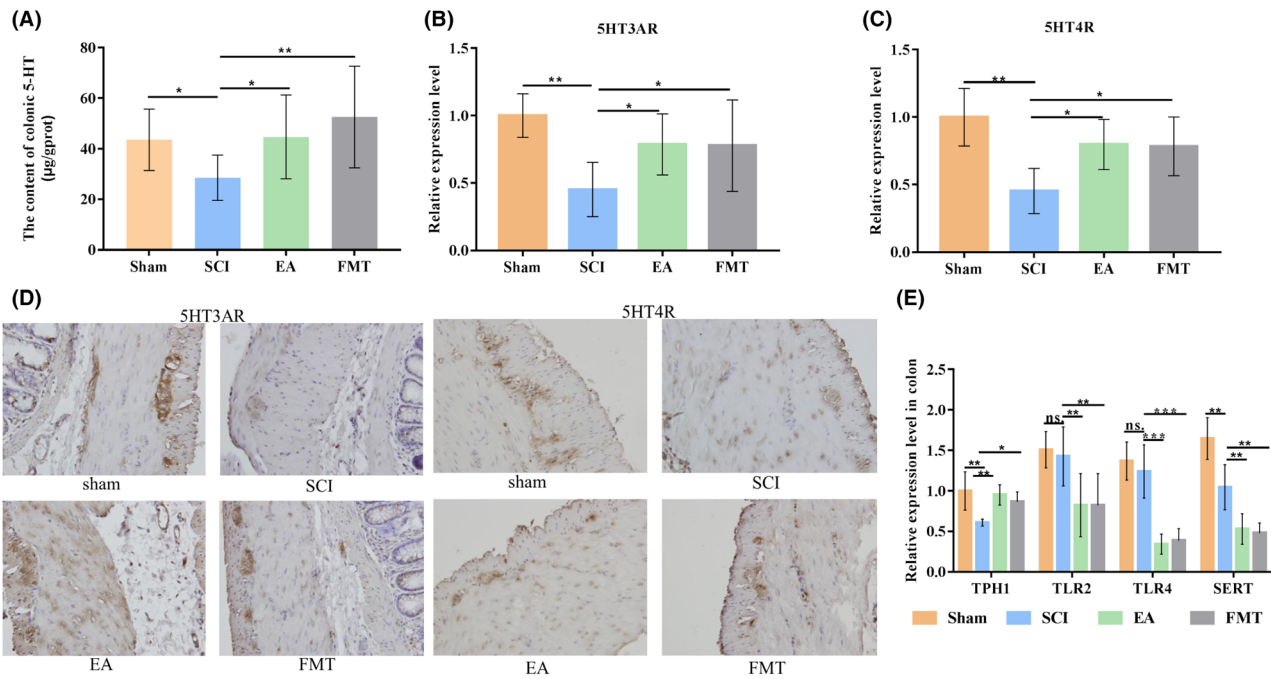 (A)
The content of colonic 5-HT
(μg/gprot)
80
60
40
20
0
*
*
**
Sham SCI EA FMT
(B)
5HT3AR
Relative expression level
1.5
1.0
0.5
0.0
**
*
*
Sham SCI EA FMT
(C)
5HT4R
Relative expression level
1.5
1.0
0.5
0.0
**
*
*
Sham SCI EA FMT
(D)
5HT3AR
5HT4R
sham SCI sham SCI
EA FMT EA FMT
(E)
Relative expression level in colon
2.5
2.0
1.5
1.0
0.5
0.0
** ** *
ns. ** **
ns. *** ***
** ** **
TPH1 TLR2 TLR4 SERT
Sham SCI EA FMT